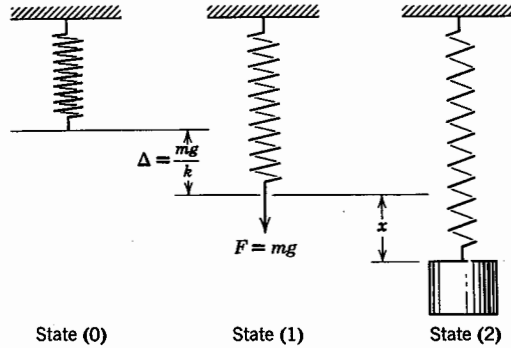 Δ = mg/k
x
F = mg
State (0)
State (1)
State (2)